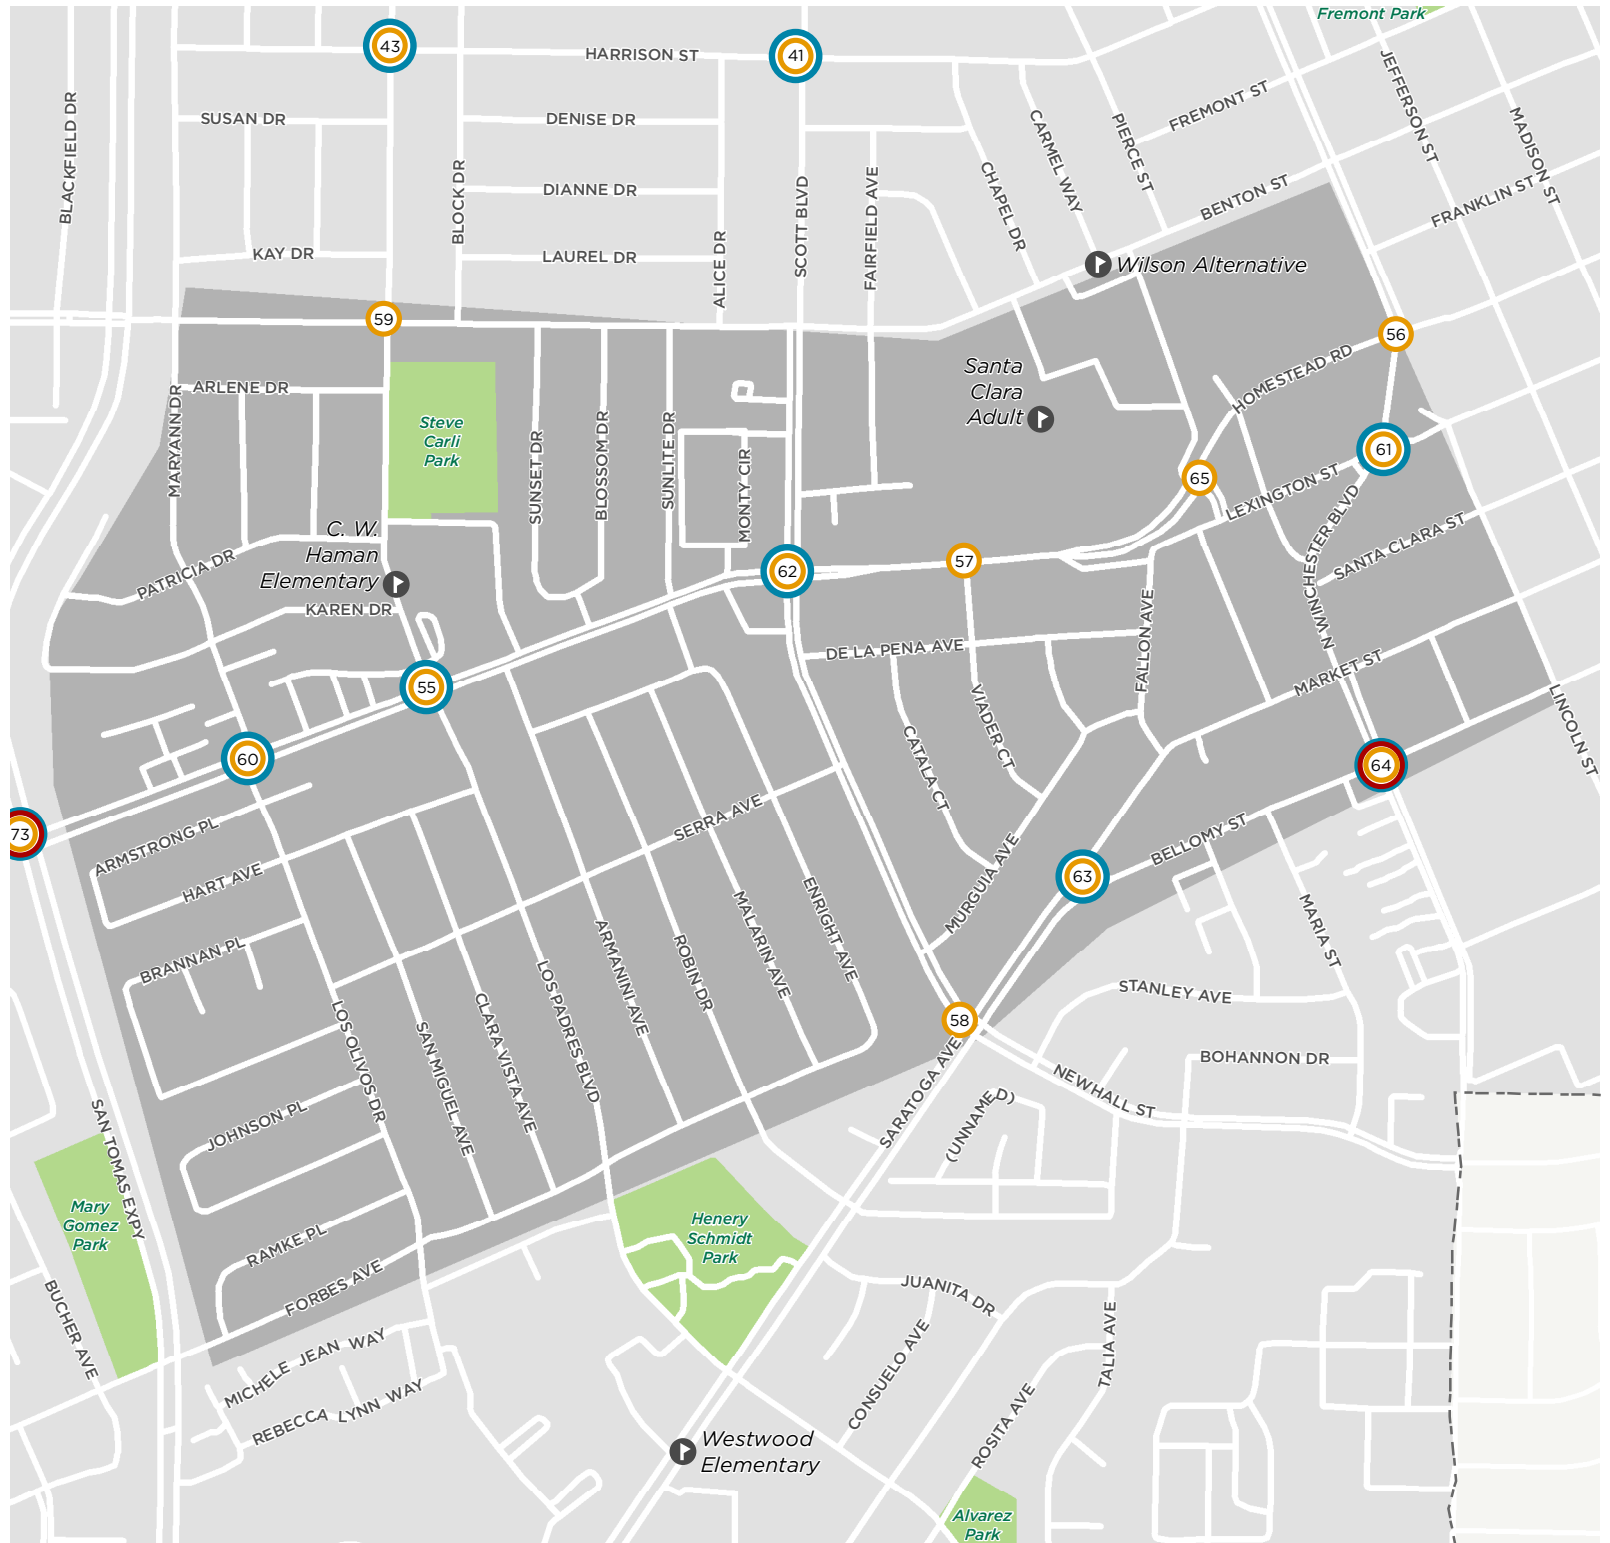 Fremont Park
43
HARRISON ST
41
BLACKFIELD DR
SUSAN DR
DENISE DR
BLOCK DR
DIANNE DR
SCOTT BLVD
FAIRFIELD AVE
CHAPEL DR
CARMEL WAY
PIERCE ST
FREMONT ST
JEFFERSON ST
MADISON ST
BENTON ST
FRANKLIN ST
KAY DR
LAUREL DR
ALICE DR
Wilson Alternative
59
56
ARLENE DR
MARYANN DR
Steve
Carli
Park
Santa
Clara
Adult
HOMESTEAD RD
SUNSET DR
BLOSSOM DR
SUNLITE DR
MONTY CIR
61
65
LEXINGTON ST
C. W.
Haman
Elementary
PATRICIA DR
62
57
N WINCHESTER BLVD
SANTA CLARA ST
KAREN DR
DE LA PENA AVE
FALLON AVE
55
MARKET ST
VIADER CT
CATALA CT
LINCOLN ST
60
64
73
ARMSTRONG PL
SERRA AVE
BELLOMY ST
HART AVE
MURGUIA AVE
63
BRANNAN PL
LOS OLIVOS DR
SAN MIGUEL AVE
CLARA VISTA AVE
LOS PADRES BLVD
ARMANINI AVE
ROBIN DR
MALARIN AVE
ENRIGHT AVE
MARIA ST
STANLEY AVE
58
SARATOGA AVE
BOHANNON DR
NEWHALL ST
(UNNAMED)
JOHNSON PL
SAN TOMAS EXPY
Mary
Gomez
Park
Henery
Schmidt
Park
RAMKE PL
FORBES AVE
BUCHER AVE
JUANITA DR
MICHELE JEAN WAY
CONSUELO AVE
TALIA AVE
REBECCA LYNN WAY
ROSITA AVE
Westwood
Elementary
Alvarez
Park